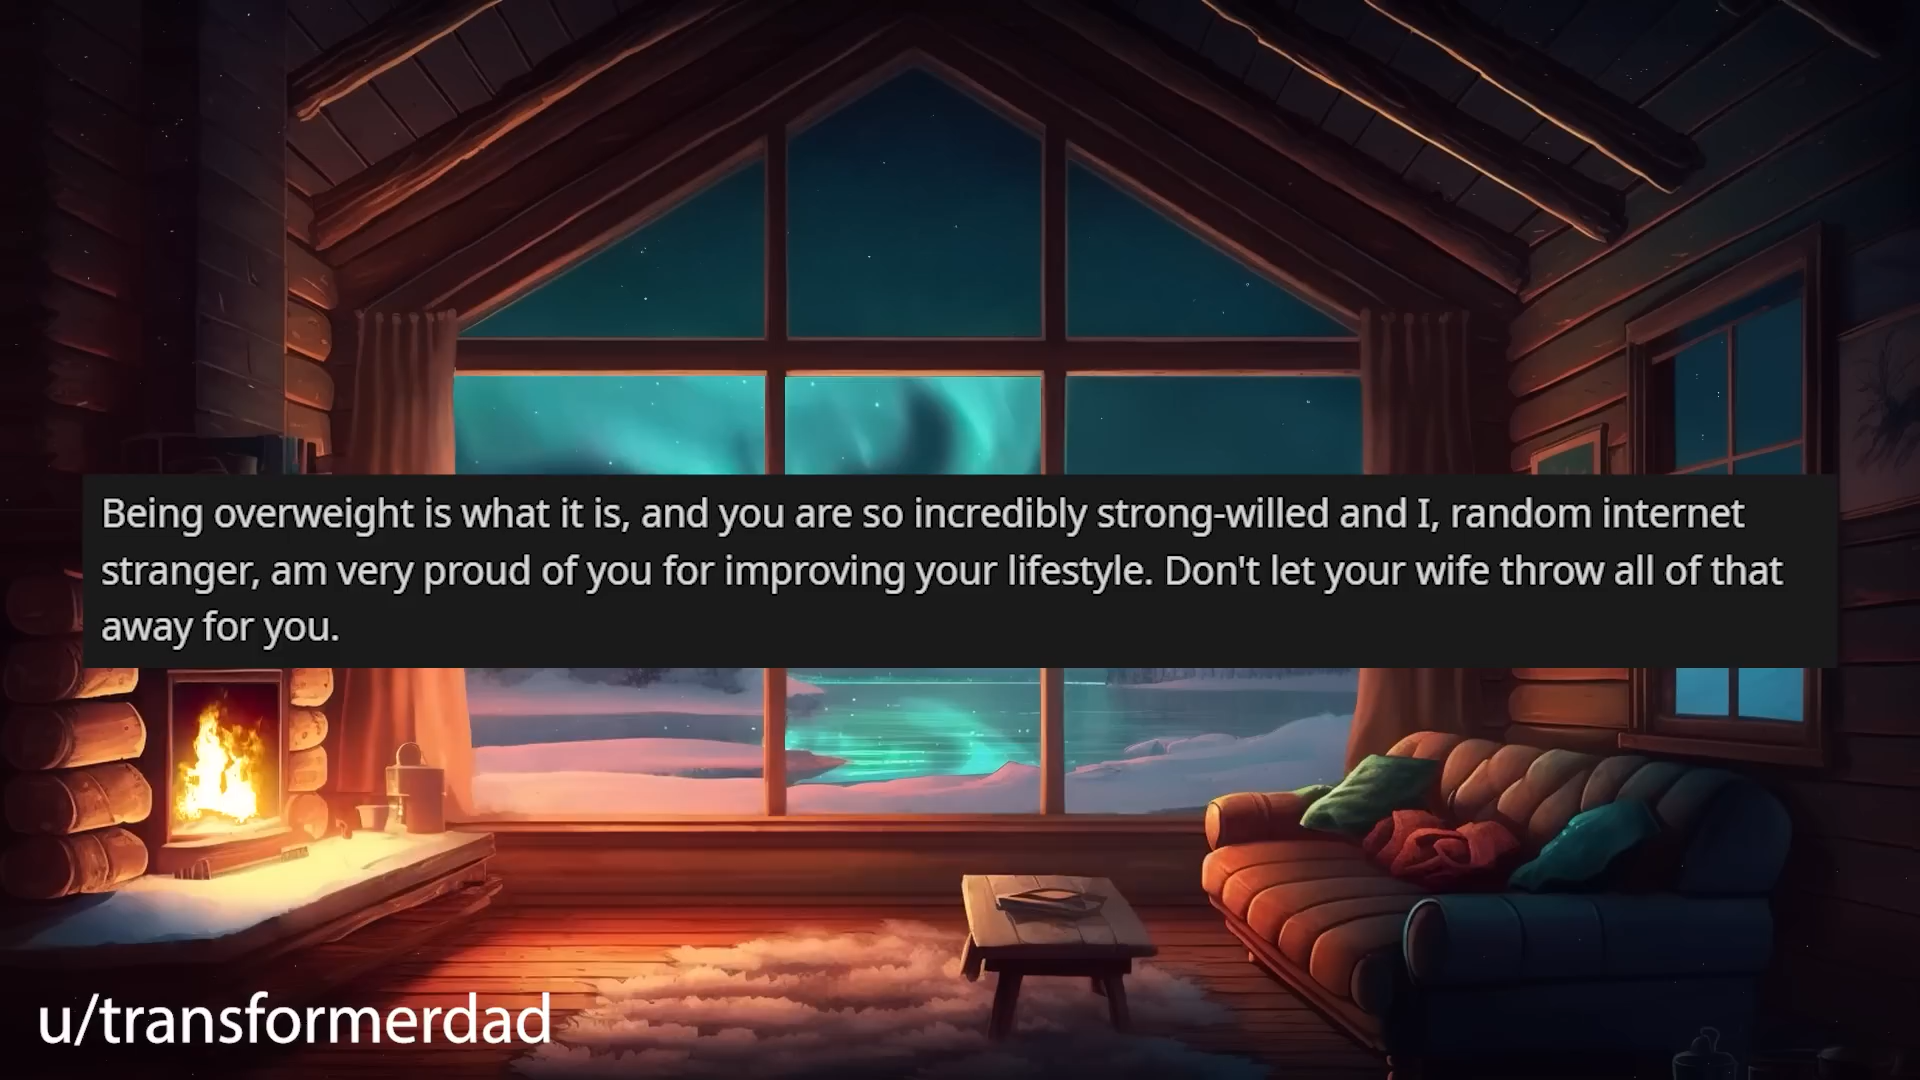 Being overweight is what it is, and you are so incredibly strong-willed and I, random internet
stranger, am very proud of you for improving your lifestyle. Don't let your wife throw all of that
away for you.
u/transformerdad